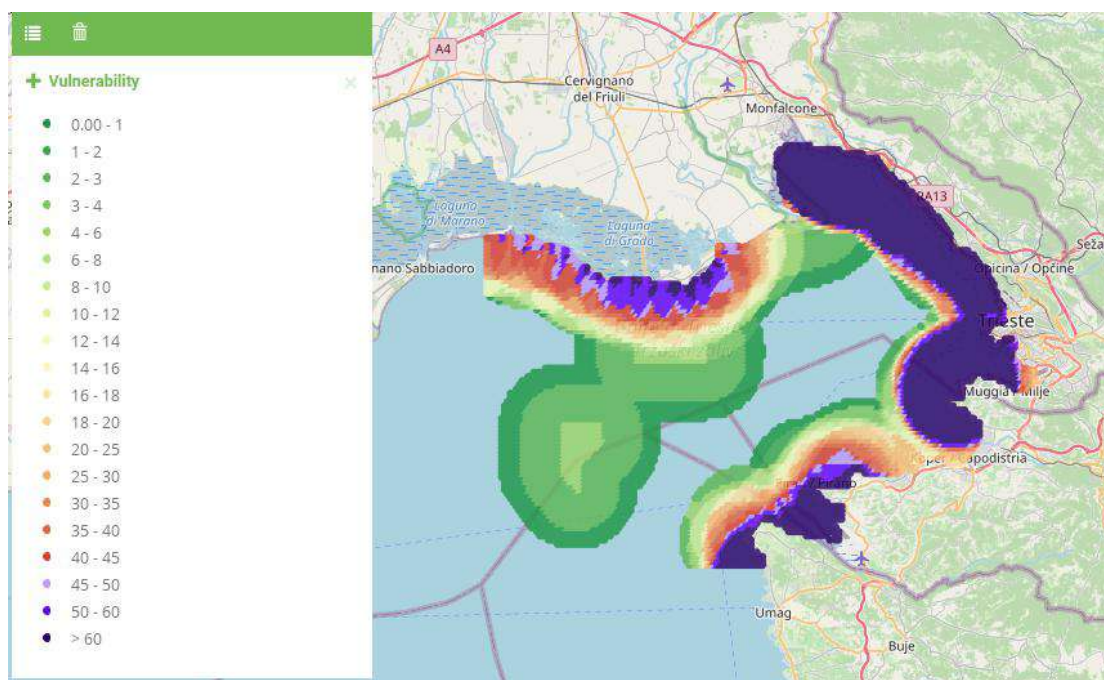 Vulnerability
0.00 - 1
1 - 2
2 - 3
3 - 4
4 - 6
6 - 8
8 - 10
10 - 12
12 - 14
14 - 16
16 - 18
18 - 20
20 - 25
25 - 30
30 - 35
35 - 40
40 - 45
45 - 50
50 - 60
> 60
A4
Cervignano
del Friuli
Monfalcone
RA13
Laguna
di Marano
Laguna
di Grado
nano Sabbiadoro
Seža
Opicina / Opčine
Trieste
Muggia / Milje
Koper / Capodistria
/ Pirano
Umag
Buje